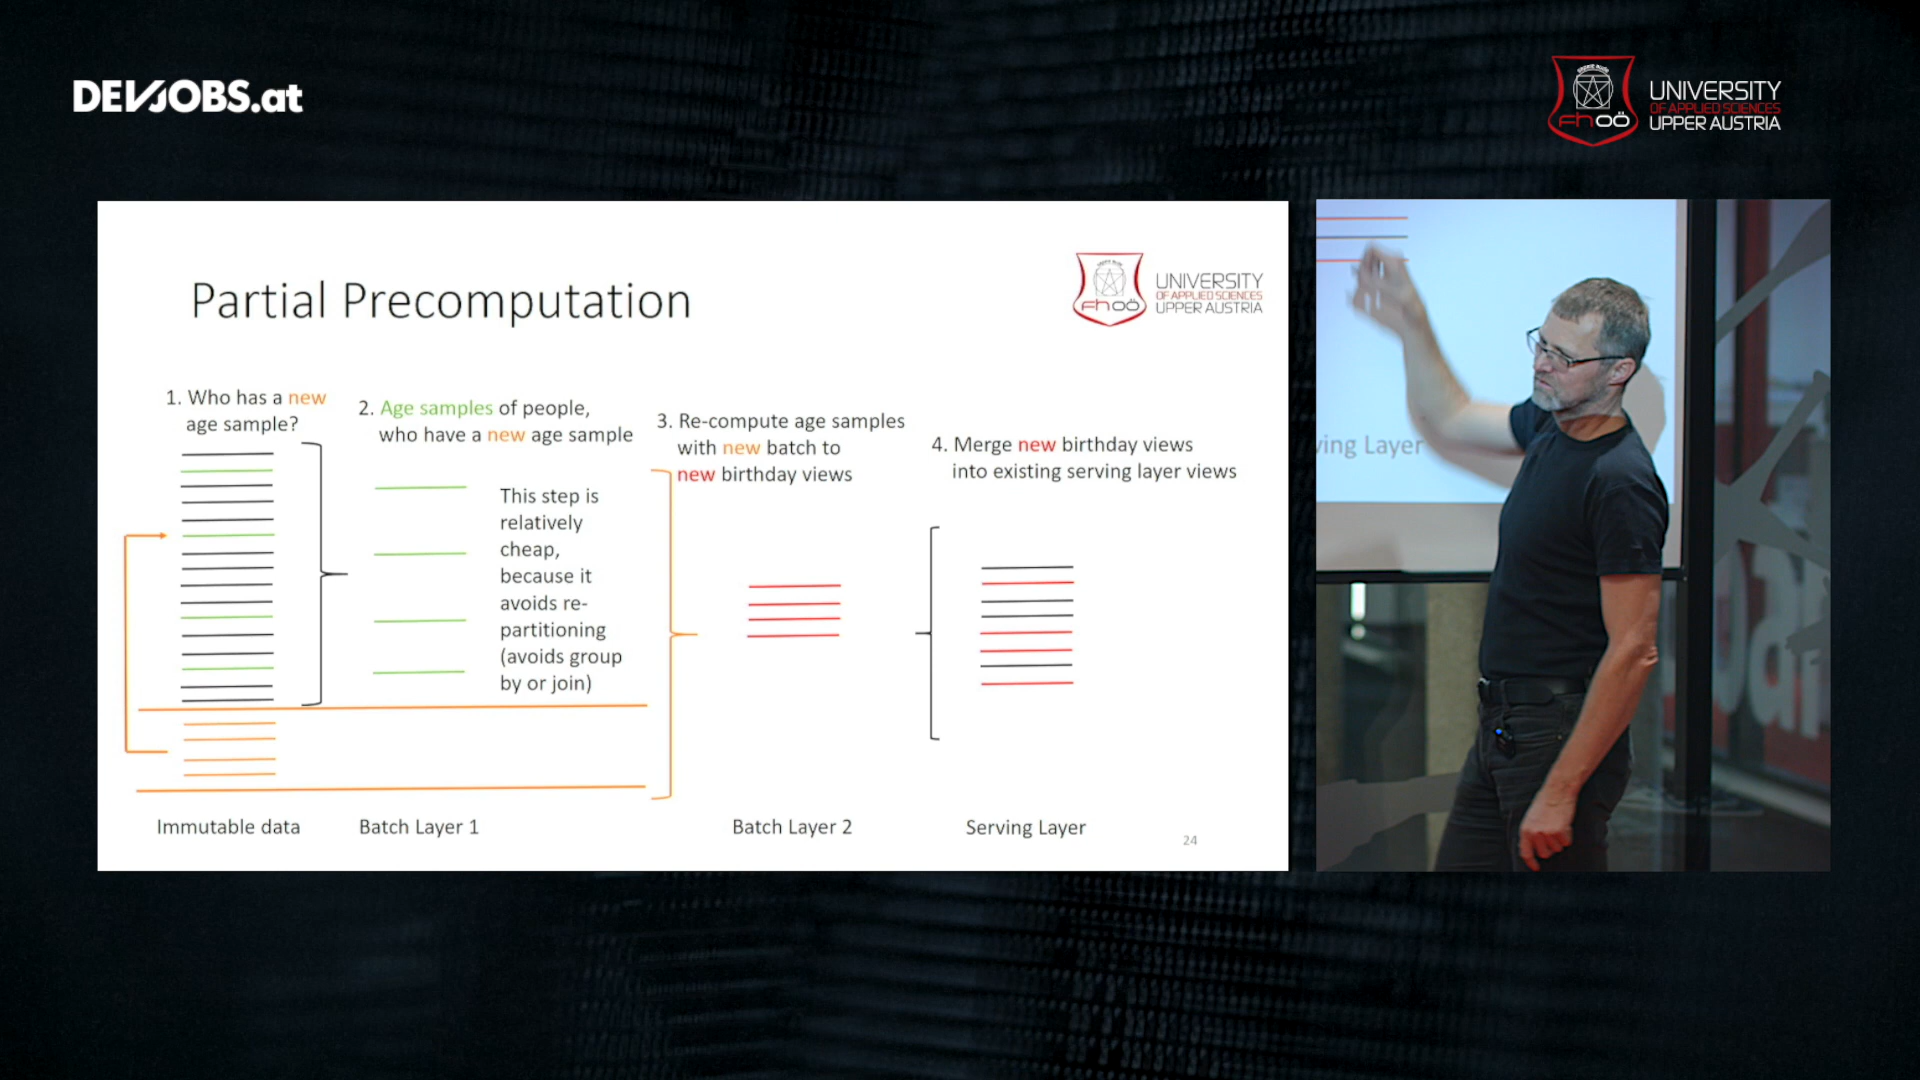 DEVJOBS.at
fh oö
UNIVERSITY
OF APPLIED SCIENCES
UPPER AUSTRIA
Partial Precomputation
fh oö
UNIVERSITY
OF APPLIED SCIENCES
UPPER AUSTRIA
1. Who has a new
age sample?
2. Age samples of people,
who have a new age sample
3. Re-compute age samples
with new batch to
new birthday views
4. Merge new birthday views
into existing serving layer views
This step is
relatively
cheap,
because it
avoids re-
partitioning
(avoids group
by or join)
Immutable data
Batch Layer 1
Batch Layer 2
Serving Layer
24
ving Layer